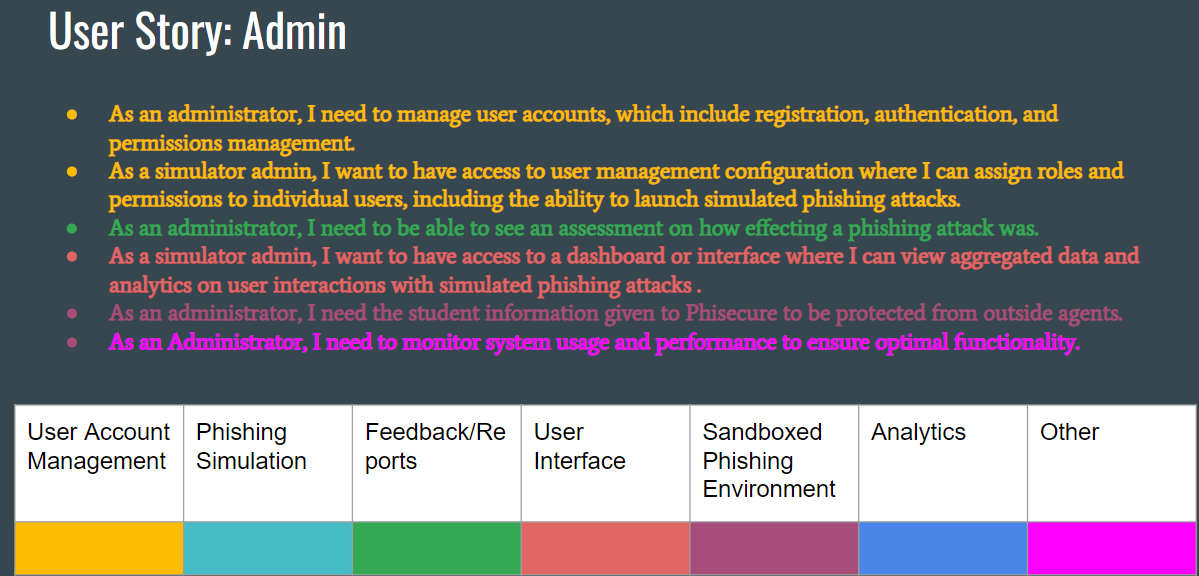 User Story: Admin
● As an administrator, I need to manage user accounts, which include registration, authentication, and
permissions management.
● As a simulator admin, I want to have access to user management configuration where I can assign roles and
permissions to individual users, including the ability to launch simulated phishing attacks.
● As an administrator, I need to be able to see an assessment on how effecting a phishing attack was.
● As a simulator admin, I want to have access to a dashboard or interface where I can view aggregated data and
analytics on user interactions with simulated phishing attacks .
● As an administrator, I need the student information given to Phisecure to be protected from outside agents.
● As an Administrator, I need to monitor system usage and performance to ensure optimal functionality.
User Account
Management
Phishing
Simulation
Feedback/Re
ports
User
Interface
Sandboxed
Phishing
Environment
Analytics
Other